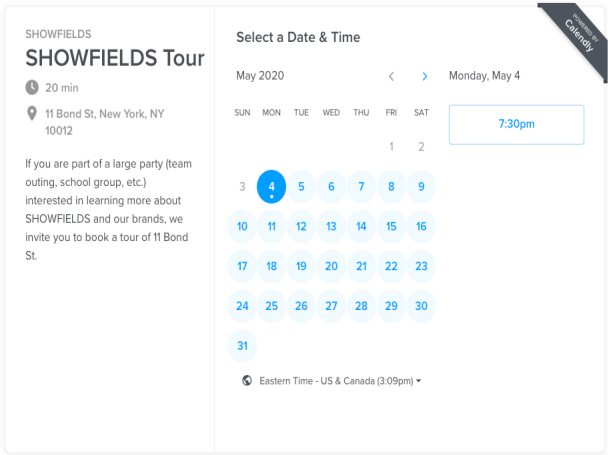 SHOWFIELDS
SHOWFIELDS Tour
20 min
11 Bond St, New York, NY
10012
If you are part of a large party (team
outing, school group, etc.)
interested in learning more about
SHOWFIELDS and our brands, we
invite you to book a tour of 11 Bond
St.
Select a Date & Time
May 2020
SUN MON TUE WED THU FRI SAT
1 2
3 4 5 6 7 8 9
10 11 12 13 14 15 16
17 18 19 20 21 22 23
24 25 26 27 28 29 30
31
Eastern Time - US & Canada (3:09pm)
Monday, May 4
7:30pm
POWERED BY
Calendly